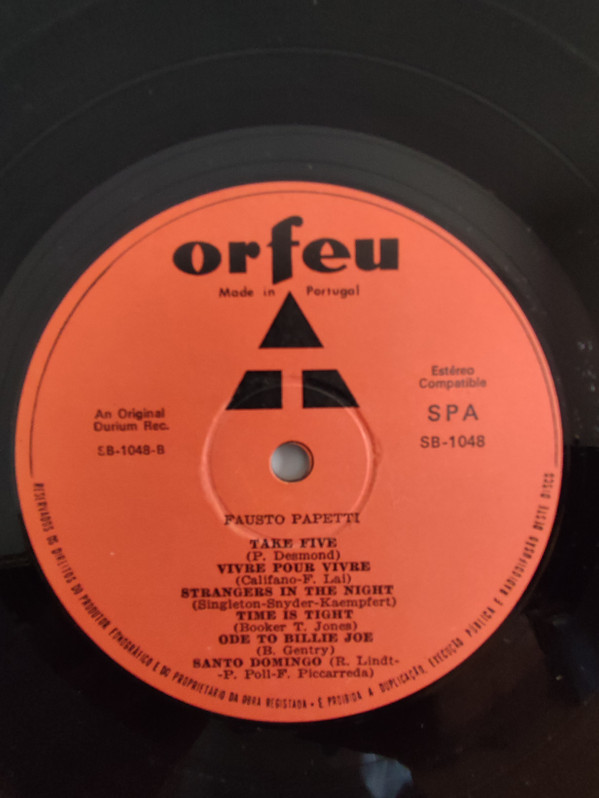 orfeu
Made in Portugal
An Original
Durium Rec.
SB-1048-B
Estéreo
Compatible
SPA
SB-1048
FAUSTO PAPETTI
TAKE FIVE
(P. Desmond)
VIVRE POUR VIVRE
(Califano-F. Lai)
STRANGERS IN THE NIGHT
(Singleton-Snyder-Kaempfert)
TIME IS TIGHT
(Booker T. Jones)
ODE TO BILLIE JOE
(B. Gentry)
SANTO DOMINGO (R. Lindt-
-P. Poll-F. Piccarreda)
RESERVADOS OS DIREITOS DO PRODUTOR FONOGRÁFICO E DO PROPRIETÁRIO DA OBRA REGISTADA • É PROIBIDA A DUPLICAÇÃO, EXECUÇÃO PÚBLICA E RADIODIFUSÃO DESTE DISCO